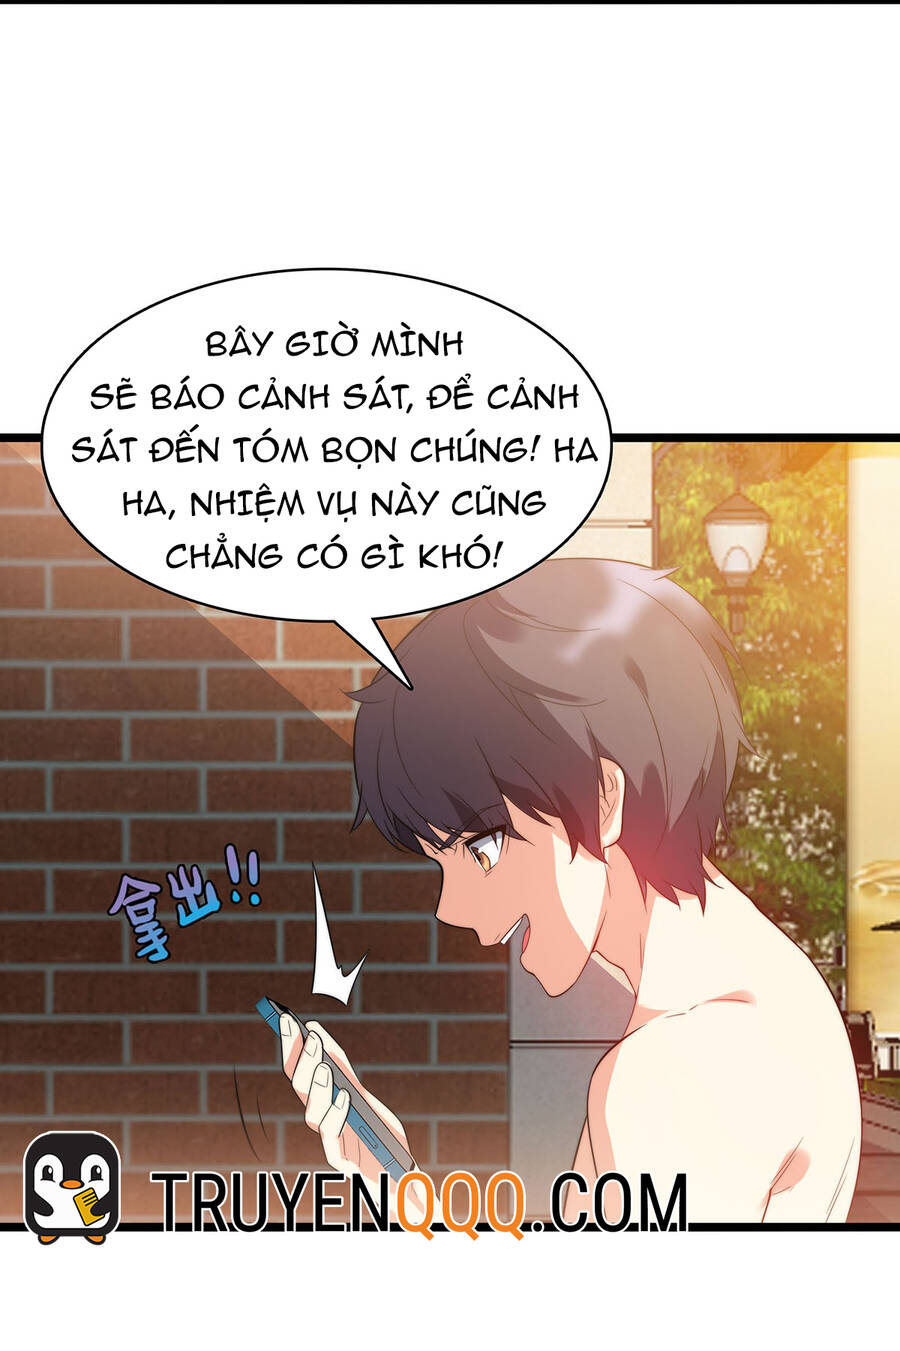 BÂY GIỜ MÌNH
SẼ BÁO CẢNH SÁT, ĐỂ CẢNH
SÁT ĐẾN TÓM BỌN CHÚNG! HA
HA, NHIỆM VỤ NÀY CŨNG
CHẲNG CÓ GÌ KHÓ!
拿出!!
TRUYENQQQ.COM